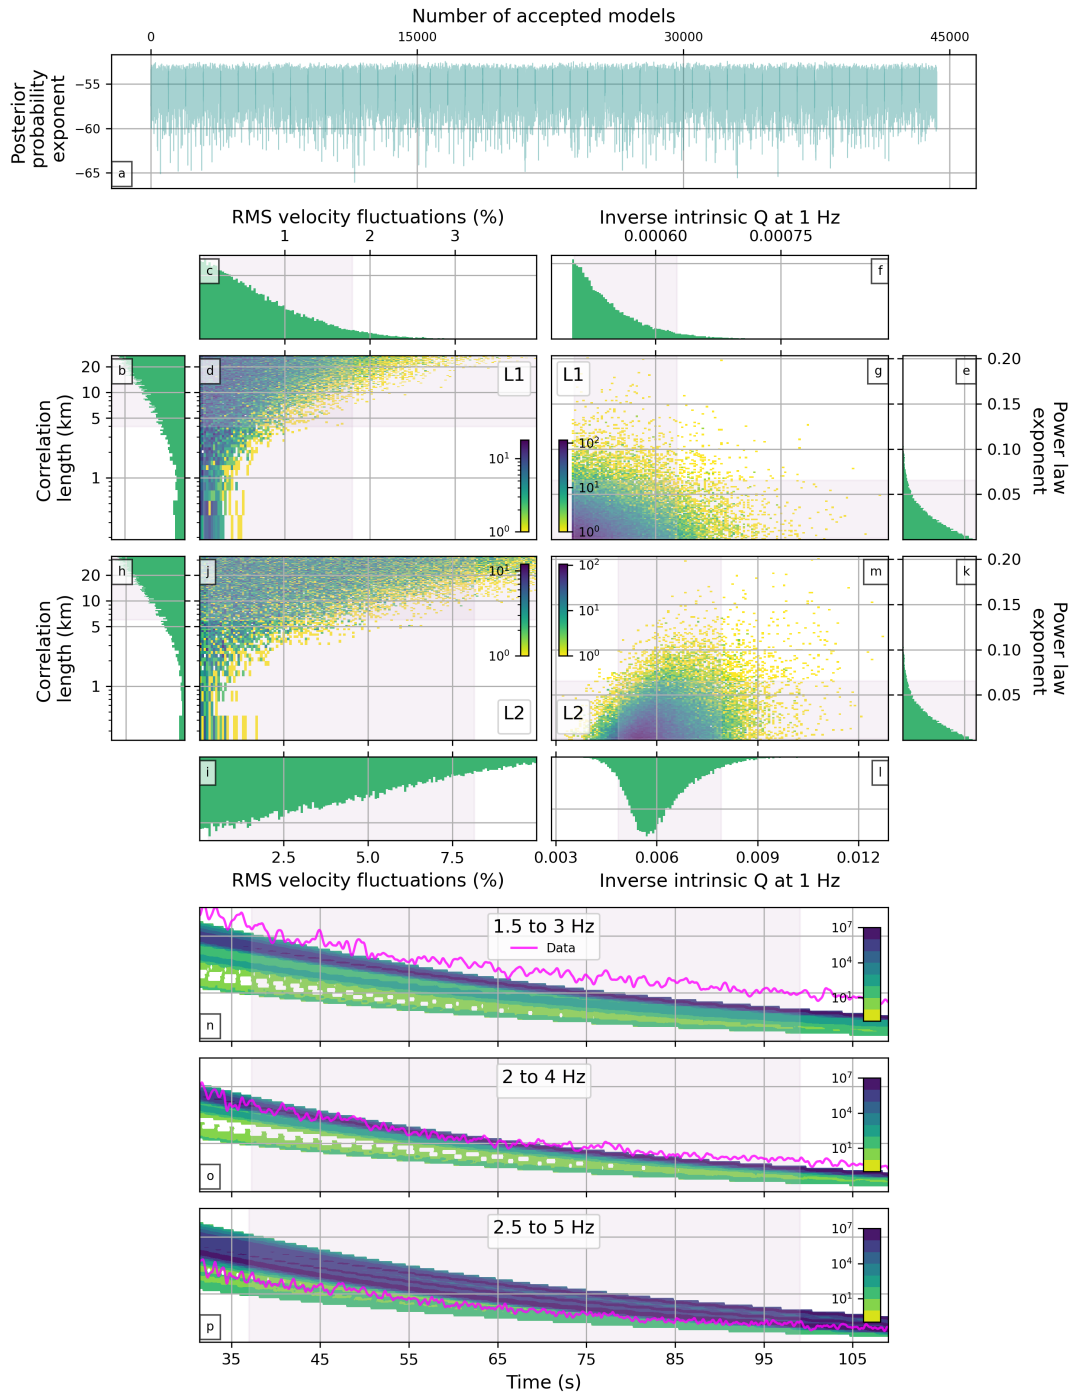 Number of accepted models
0 15000 30000 45000
Posterior
probability
exponent
−55
−60
−65
a
RMS velocity fluctuations (%)
Inverse intrinsic Q at 1 Hz
1 2 3
0.00060 0.00075
c
f
b
d
L1
L1
g
e
Correlation
length (km)
20
10
5
1
10¹
10⁰
10²
10¹
10⁰
0.20
0.15
0.10
0.05
Power law
exponent
h
j
L2
L2
m
k
Correlation
length (km)
20
10
5
1
10¹
10⁰
10²
10¹
10⁰
0.20
0.15
0.10
0.05
Power law
exponent
i
l
2.5 5.0 7.5
0.003 0.006 0.009 0.012
RMS velocity fluctuations (%)
Inverse intrinsic Q at 1 Hz
1.5 to 3 Hz
Data
10⁷
10⁴
10¹
n
2 to 4 Hz
10⁷
10⁴
10¹
o
2.5 to 5 Hz
10⁷
10⁴
10¹
p
35 45 55 65 75 85 95 105
Time (s)